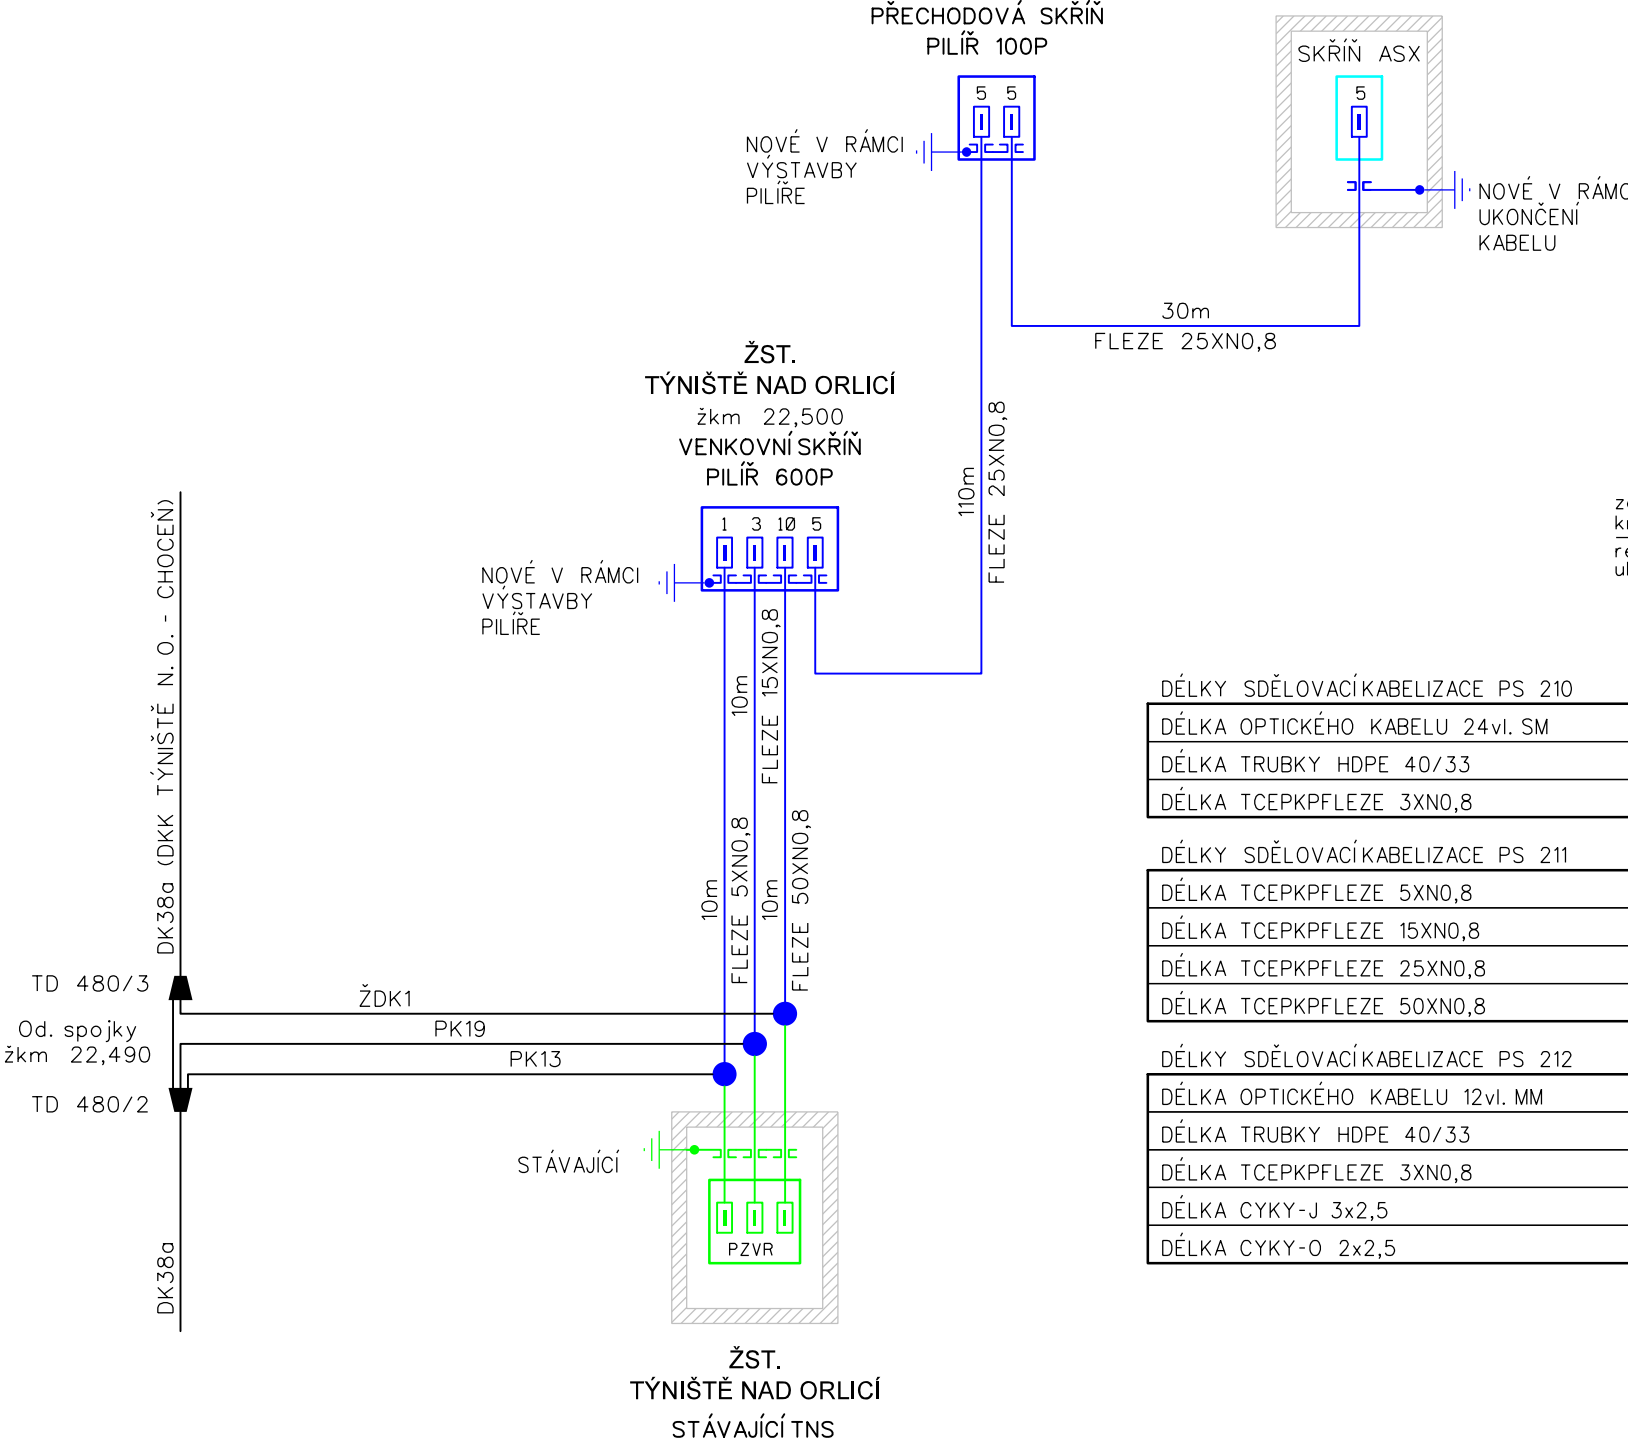 PŘECHODOVÁ SKŘÍŇ
PILÍŘ 100P
5 5
NOVÉ V RÁMCI
VÝSTAVBY
PILÍŘE
SKŘÍŇ ASX
5
UKONČENÍ
NOVÉ V
KABELU
30m
FLEZE 25XN0,8
110m
FLEZE 25XN0,8
ŽST.
TÝNIŠTĚ NAD ORLICÍ
žkm 22,500
VENKOVNÍ SKŘÍŇ
PILÍŘ 600P
1 3 10 5
NOVÉ V RÁMCI
VÝSTAVBY
PILÍŘE
10m
FLEZE 15XN0,8
10m
FLEZE 5XN0,8
10m
FLEZE 50XN0,8
DK38a (DKK TÝNIŠTĚ N. O. - CHOCEŇ)
TD 480/3
Od. spojky
žkm 22,490
TD 480/2
ŽDK1
PK19
PK13
DK38a
STÁVAJÍCÍ
PZVR
ŽST.
TÝNIŠTĚ NAD ORLICÍ
STÁVAJÍCÍ TNS
DÉLKY SDĚLOVACÍ KABELIZACE PS 210
DÉLKA OPTICKÉHO KABELU 24vl. SM
DÉLKA TRUBKY HDPE 40/33
DÉLKA TCEPKPFLEZE 3XN0,8
DÉLKY SDĚLOVACÍ KABELIZACE PS 211
DÉLKA TCEPKPFLEZE 5XN0,8
DÉLKA TCEPKPFLEZE 15XN0,8
DÉLKA TCEPKPFLEZE 25XN0,8
DÉLKA TCEPKPFLEZE 50XN0,8
DÉLKY SDĚLOVACÍ KABELIZACE PS 212
DÉLKA OPTICKÉHO KABELU 12vl. MM
DÉLKA TRUBKY HDPE 40/33
DÉLKA TCEPKPFLEZE 3XN0,8
DÉLKA CYKY-J 3x2,5
DÉLKA CYKY-O 2x2,5